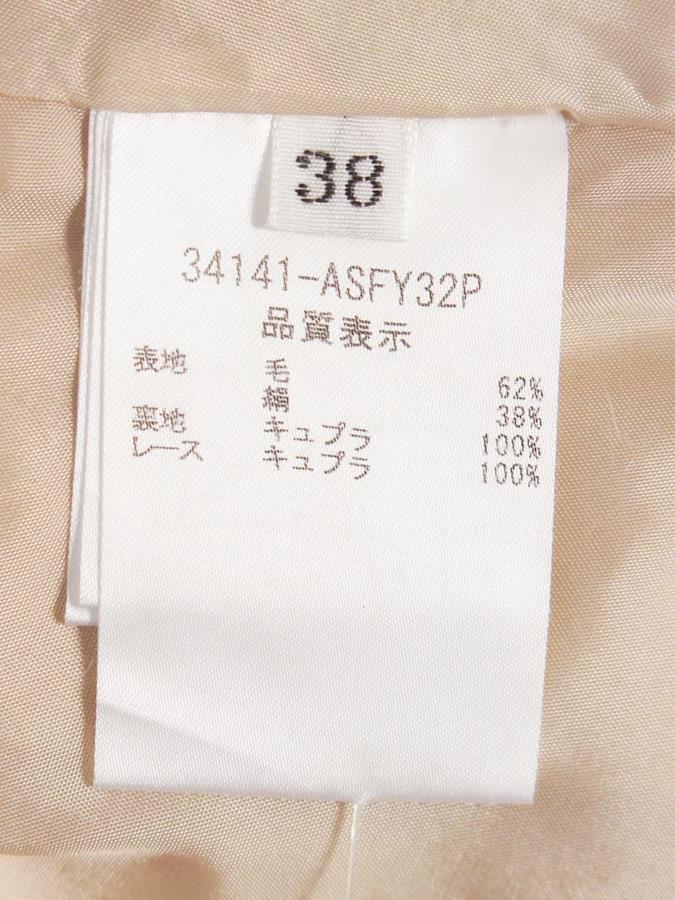 38
34141-ASFY32P
品質表示
表地 毛 62%
絹 38%
裏地 キュプラ 100%
レース キュプラ 100%